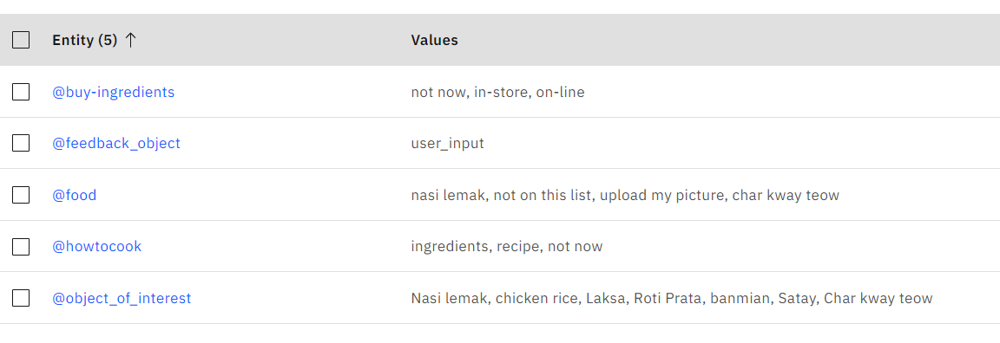 Entity (5) ↑ Values
@buy-ingredients not now, in-store, on-line
@feedback_object user_input
@food nasi lemak, not on this list, upload my picture, char kway teow
@howtocook ingredients, recipe, not now
@object_of_interest Nasi lemak, chicken rice, Laksa, Roti Prata, banmian, Satay, Char kway teow